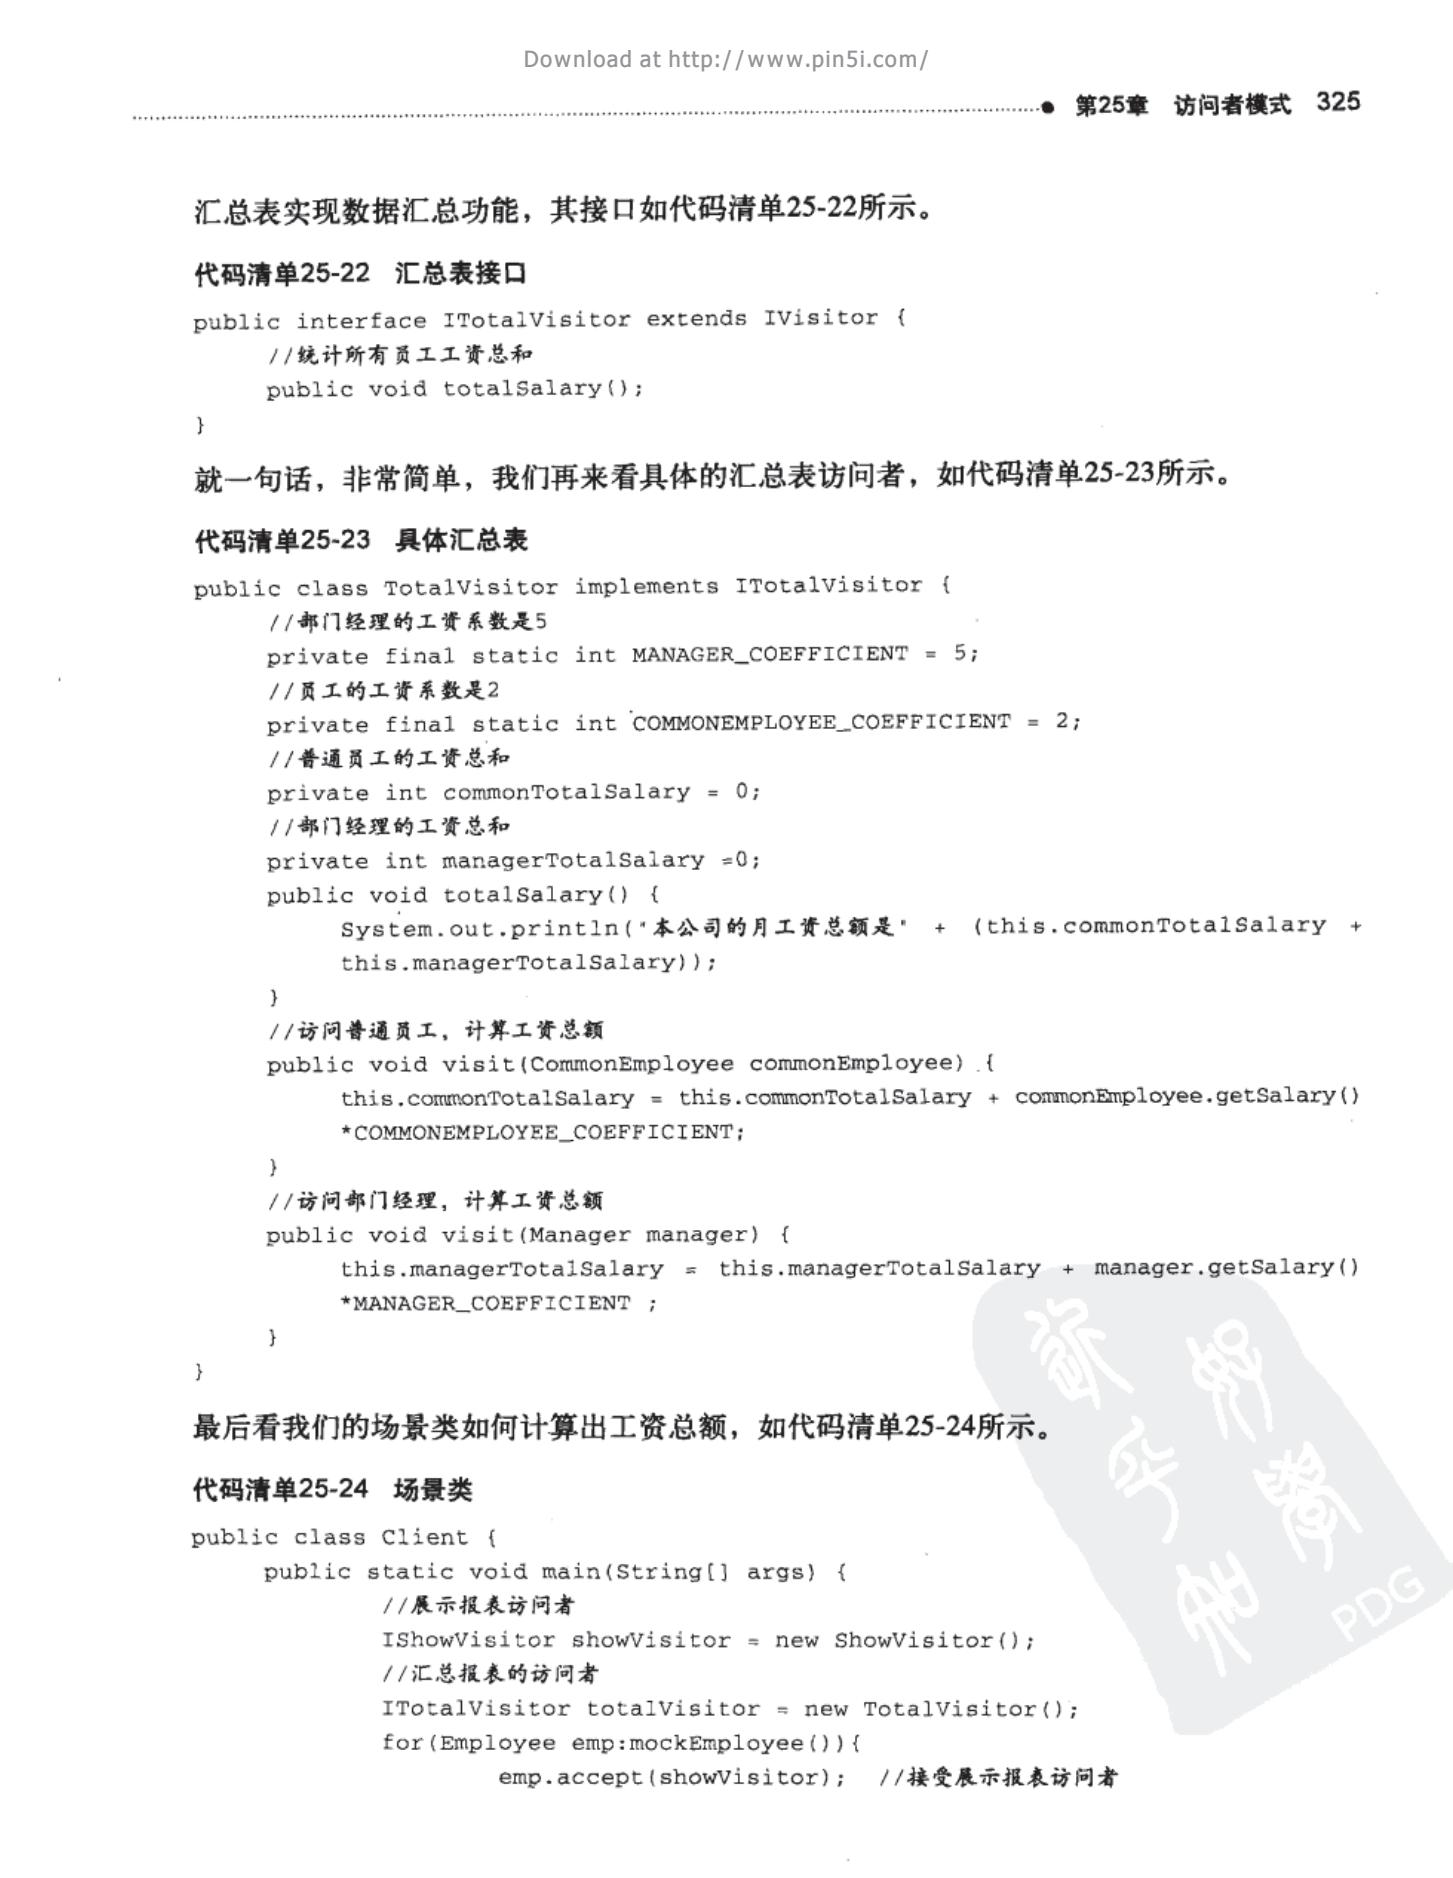 Download at http://www.pin5i.com/
第25章 访问者模式 325
汇总表实现数据汇总功能，其接口如代码清单25-22所示。
代码清单25-22 汇总表接口
public interface ITotalVisitor extends IVisitor {
//统计所有员工工资总和
public void totalSalary();
}
就一句话，非常简单，我们再来看具体的汇总表访问者，如代码清单25-23所示。
代码清单25-23 具体汇总表
public class TotalVisitor implements ITotalVisitor {
//部门经理的工资系数是5
private final static int MANAGER_COEFFICIENT = 5;
//员工的工资系数是2
private final static int COMMONEMPLOYEE_COEFFICIENT = 2;
//普通员工的工资总和
private int commonTotalSalary = 0;
//部门经理的工资总和
private int managerTotalSalary =0;
public void totalSalary() {
System.out.println("本公司的月工资总额是" + (this.commonTotalSalary +
this.managerTotalSalary));
}
//访问普通员工，计算工资总额
public void visit(CommonEmployee commonEmployee) {
this.commonTotalSalary = this.commonTotalSalary + commonEmployee.getSalary()
*COMMONEMPLOYEE_COEFFICIENT;
}
//访问部门经理，计算工资总额
public void visit(Manager manager) {
this.managerTotalSalary = this.managerTotalSalary + manager.getSalary()
*MANAGER_COEFFICIENT ;
}
}
最后看我们的场景类如何计算出工资总额，如代码清单25-24所示。
代码清单25-24 场景类
public class Client {
public static void main(String[] args) {
//展示报表访问者
IShowVisitor showVisitor = new ShowVisitor();
//汇总报表的访问者
ITotalVisitor totalVisitor = new TotalVisitor();
for(Employee emp:mockEmployee()){
emp.accept(showVisitor); //接受展示报表访问者
PDG